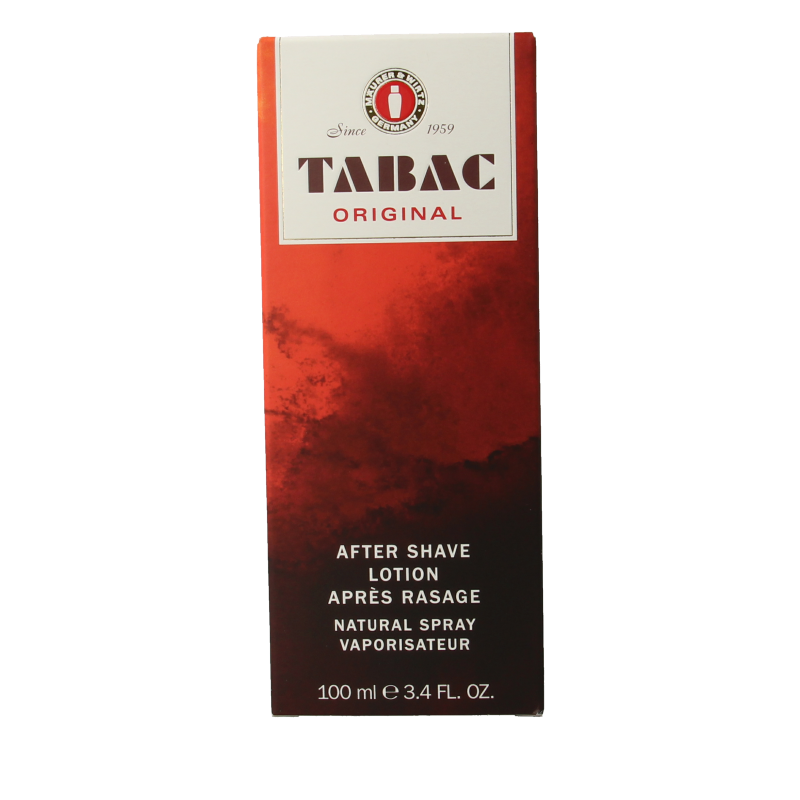 MÄURER & WIRTZ
GERMANY
Since 1959
TABAC
ORIGINAL
AFTER SHAVE
LOTION
APRÈS RASAGE
NATURAL SPRAY
VAPORISATEUR
100 ml ℮ 3.4 FL. OZ.